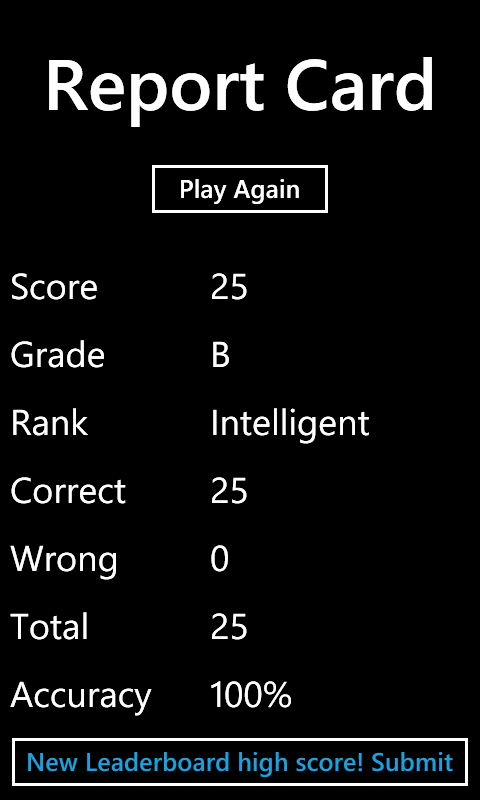 Report Card
Play Again
Score 25
Grade B
Rank Intelligent
Correct 25
Wrong 0
Total 25
Accuracy 100%
New Leaderboard high score! Submit